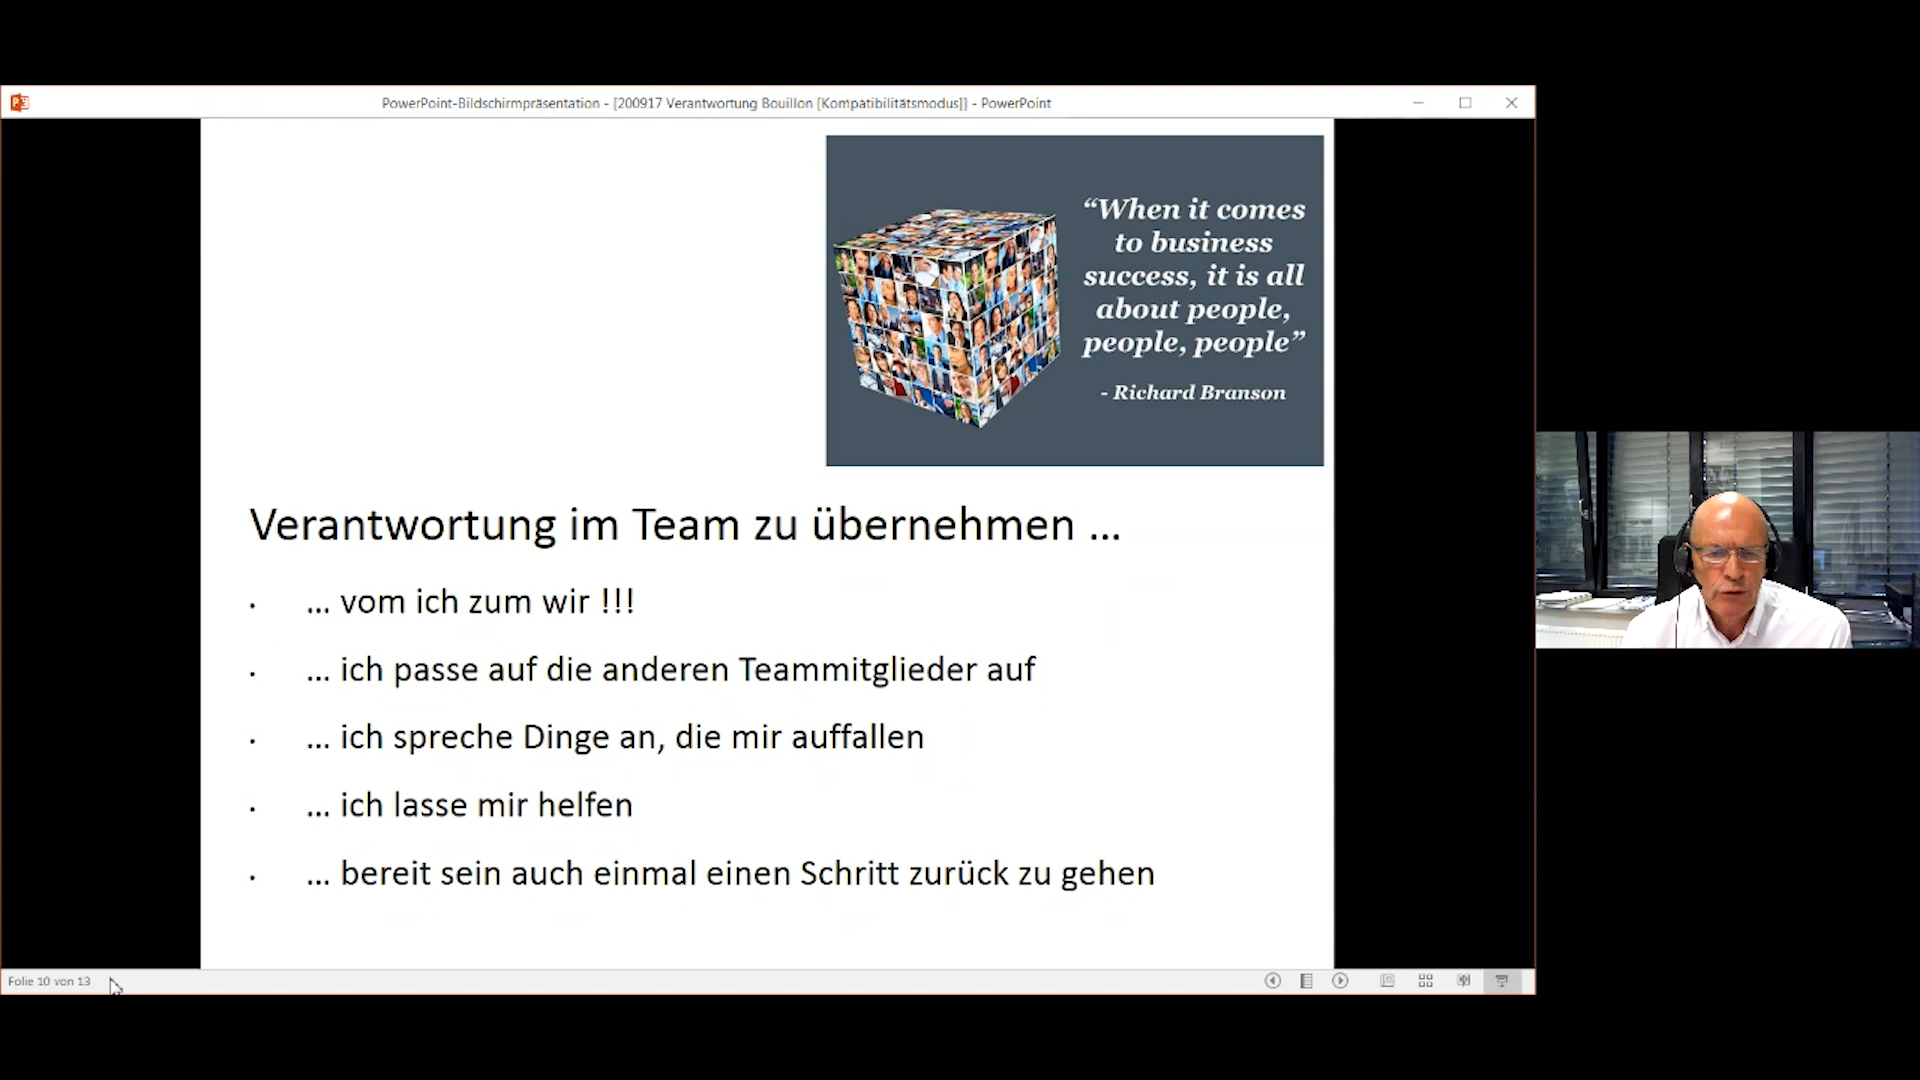 PowerPoint-Bildschirmpräsentation - [200917 Verantwortung Bouillon [Kompatibilitätsmodus]] - PowerPoint
“When it comes
to business
success, it is all
about people,
people, people”
- Richard Branson
Verantwortung im Team zu übernehmen ...
· ... vom ich zum wir !!!
· ... ich passe auf die anderen Teammitglieder auf
· ... ich spreche Dinge an, die mir auffallen
· ... ich lasse mir helfen
· ... bereit sein auch einmal einen Schritt zurück zu gehen
Folie 10 von 13